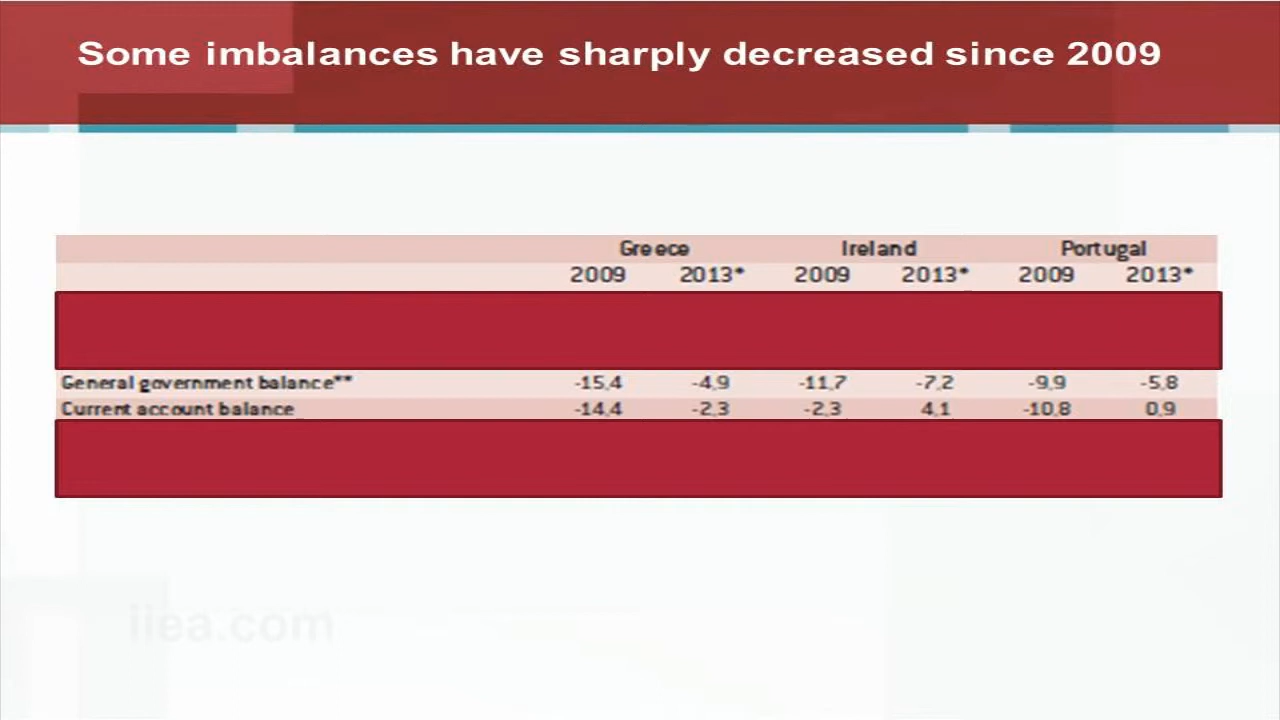 Some imbalances have sharply decreased since 2009
Greece Ireland Portugal
2009 2013* 2009 2013* 2009 2013*
General government balance** -15,4 -4,9 -11,7 -7,2 -9,9 -5,8
Current account balance -14,4 -2,3 -2,3 4,1 -10,8 0,9
iiea.com